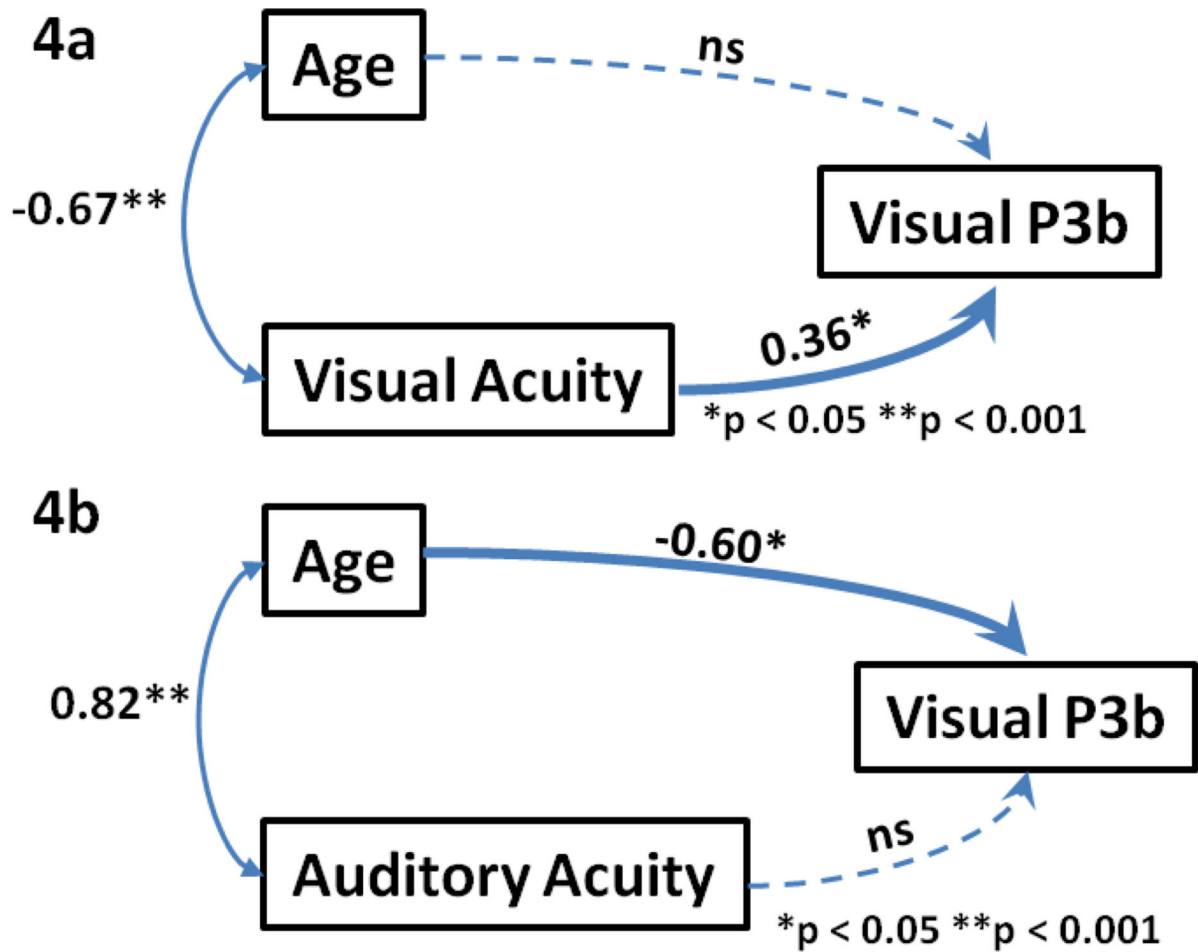 4a
Age
ns
-0.67**
Visual P3b
0.36*
Visual Acuity
*p < 0.05 **p < 0.001
4b
Age
-0.60*
0.82**
Visual P3b
ns
Auditory Acuity
*p < 0.05 **p < 0.001